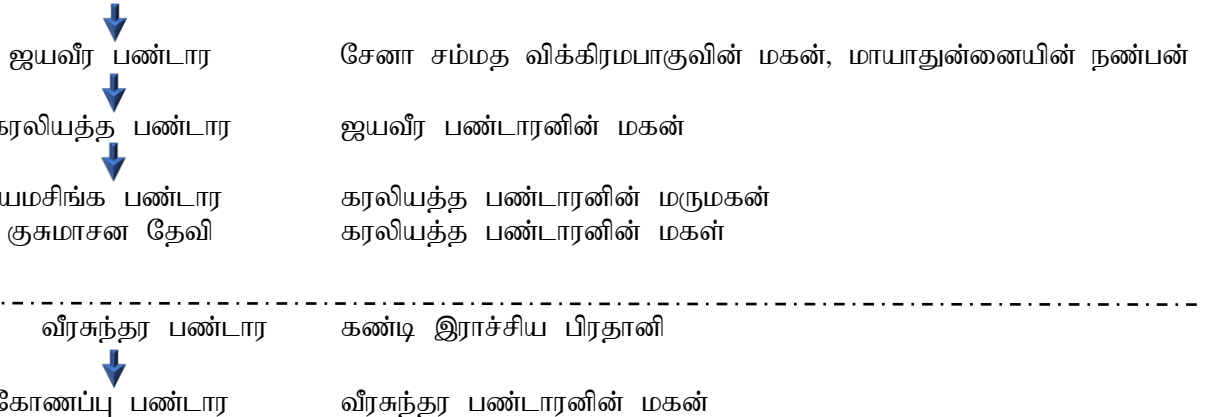 ஜயவீர பண்டார சேனா சம்மத விக்கிரமபாகுவின் மகன், மாயாதுன்னையின் நண்பன்
கரலியத்த பண்டார ஜயவீர பண்டாரனின் மகன்
யமசிங்க பண்டார கரலியத்த பண்டாரனின் மருமகன்
குசுமாசன தேவி கரலியத்த பண்டாரனின் மகள்
வீரசுந்தர பண்டார கண்டி இராச்சிய பிரதானி
கோணப்பு பண்டார வீரசுந்தர பண்டாரனின் மகன்